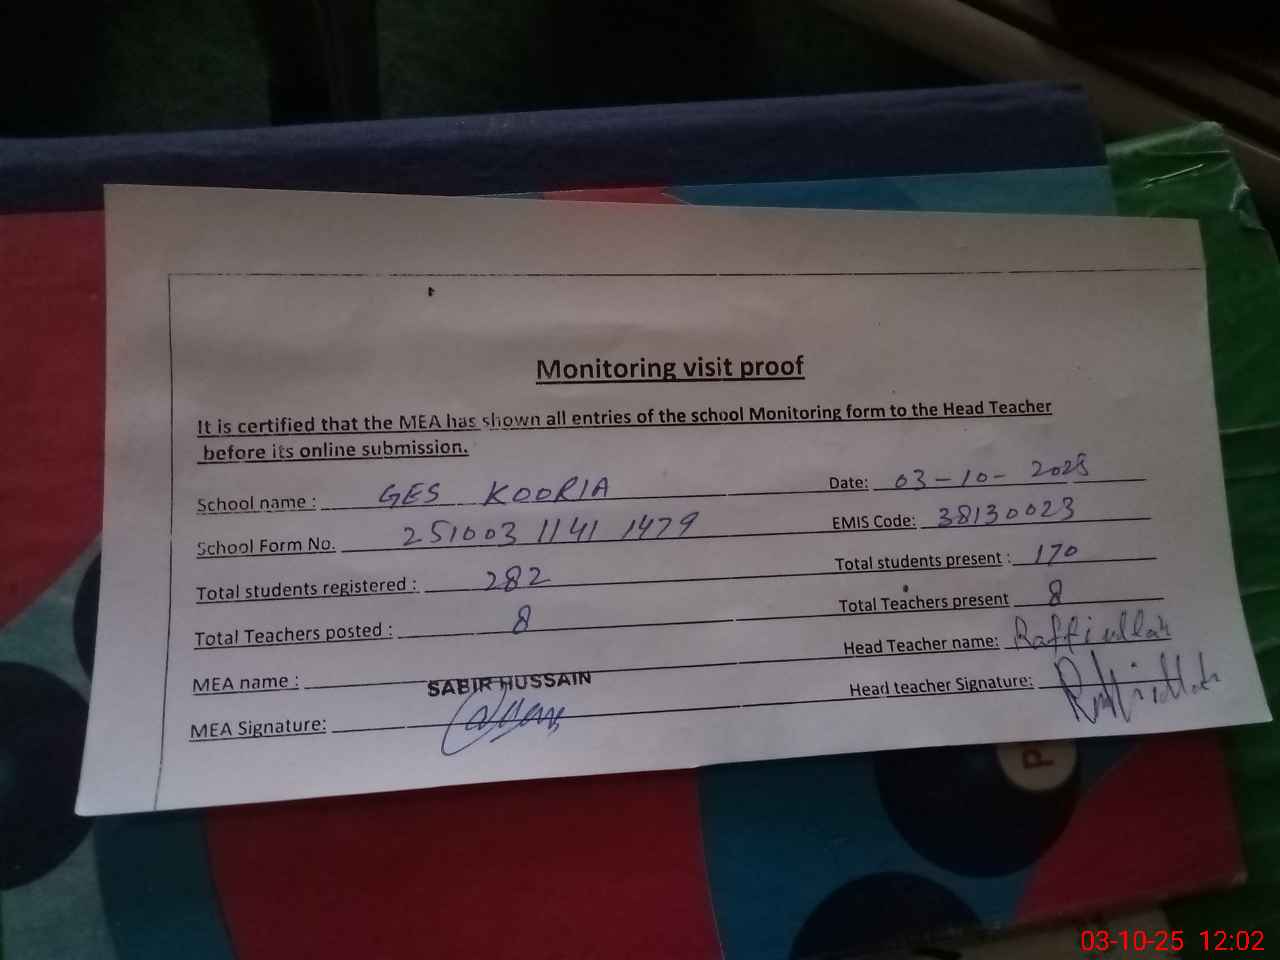 Monitoring visit proof
It is certified that the MEA has shown all entries of the school Monitoring form to the Head Teacher
before its online submission.
School name : GES KOORIA Date: 03-10-2025
School Form No. 251003 1141 1479 EMIS Code: 38130023
Total students registered : 282 Total students present : 170
Total Teachers posted : 8 Total Teachers present 8
MEA name : SABIR HUSSAIN Head Teacher name: Raffiullah
MEA Signature: Head teacher Signature:
P
03-10-25 12:02